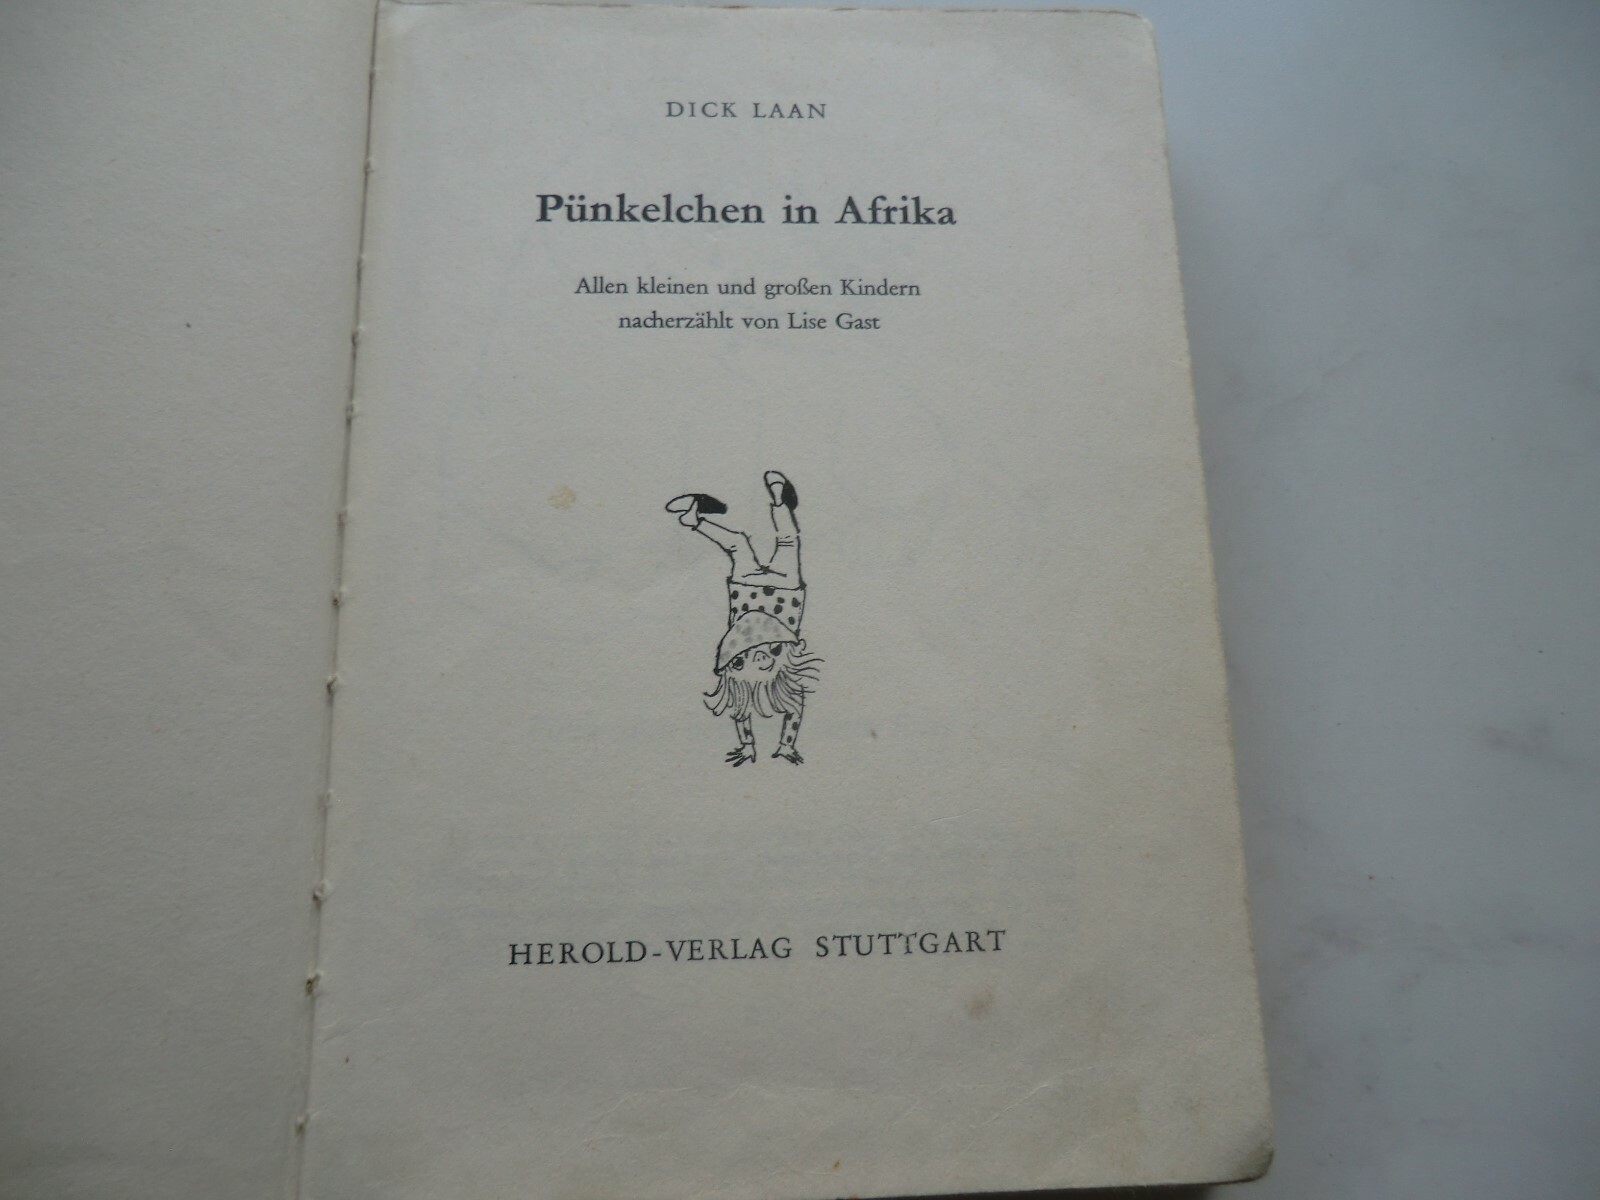 DICK LAAN
Pünkelchen in Afrika
Allen kleinen und großen Kindern
nacherzählt von Lise Gast
HEROLD-VERLAG STUTTGART